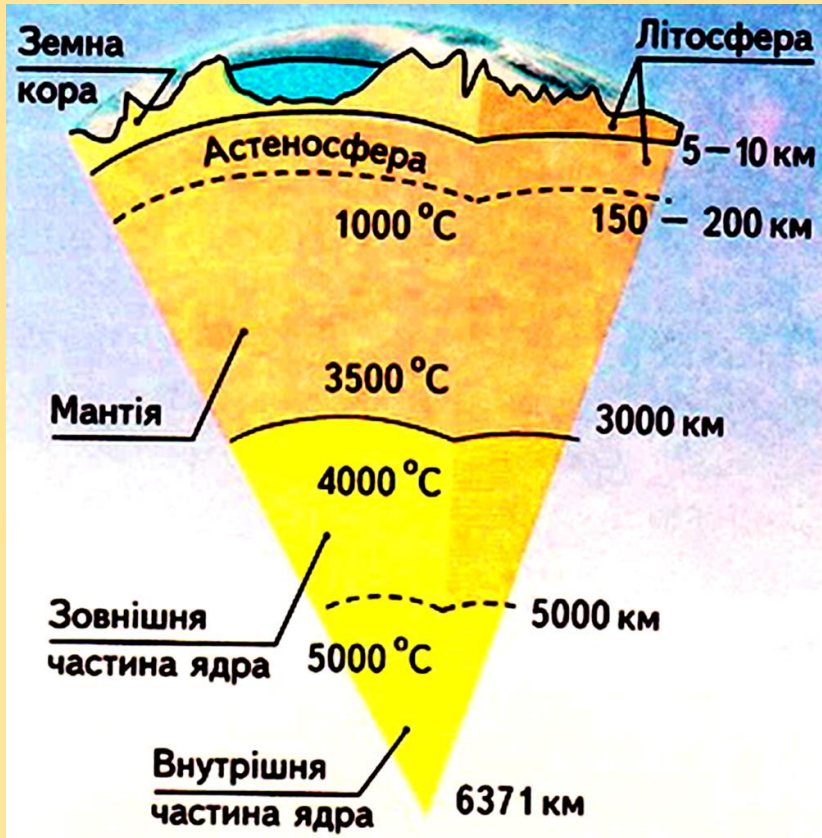 Земна
кора
Літосфера
Астеносфера
5–10 км
1000 °C
150 – 200 км
3500 °C
Мантія
3000 км
4000 °C
Зовнішня
частина ядра
5000 км
5000 °C
Внутрішня
частина ядра
6371 км